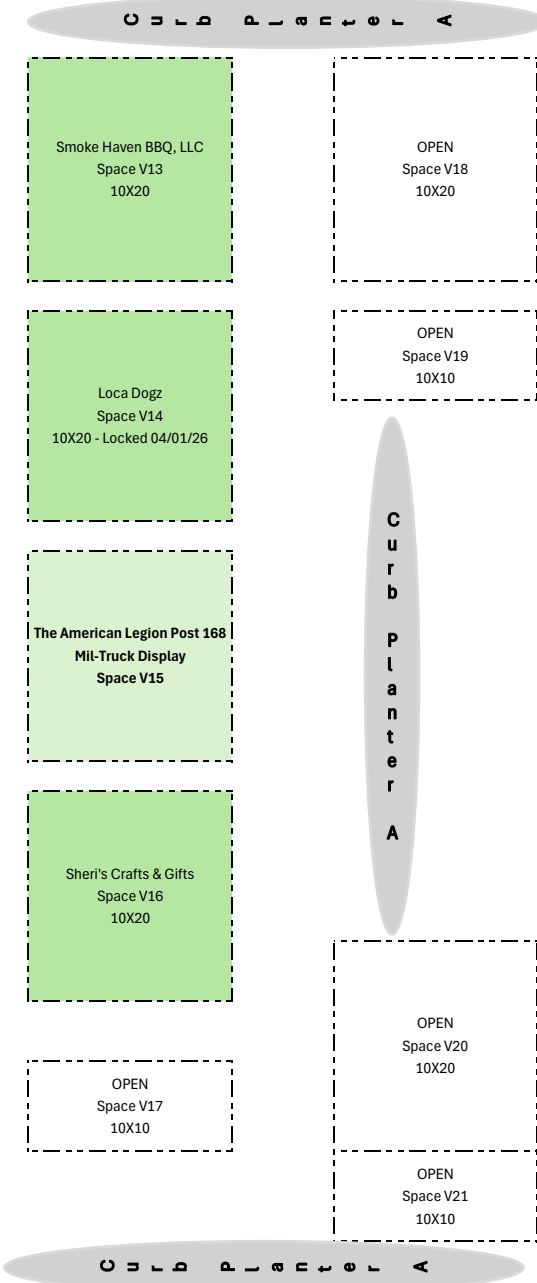 Curb Planter A
Smoke Haven BBQ, LLC
Space V13
10X20
OPEN
Space V18
10X20
Loca Dogz
Space V14
10X20 - Locked 04/01/26
OPEN
Space V19
10X10
Curb Planter A
The American Legion Post 168
Mil-Truck Display
Space V15
Sheri's Crafts & Gifts
Space V16
10X20
OPEN
Space V20
10X20
OPEN
Space V17
10X10
OPEN
Space V21
10X10
Curb Planter A